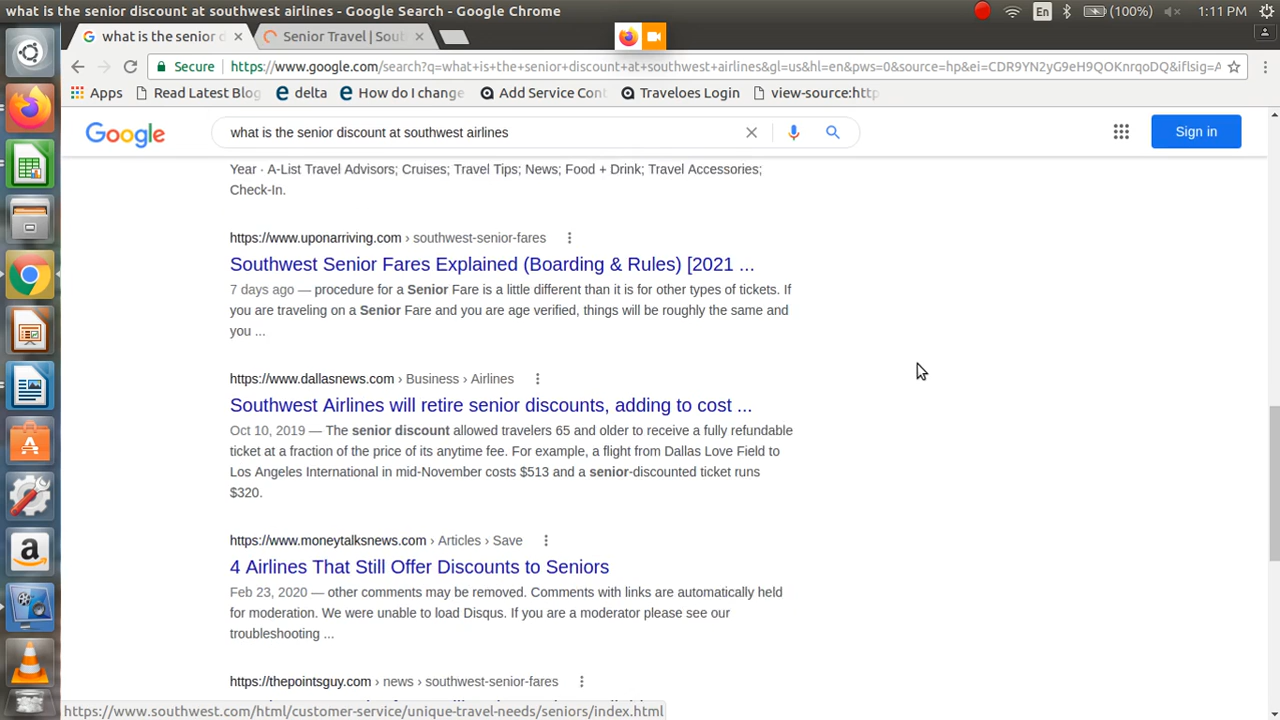 what is the senior discount at southwest airlines - Google Search - Google Chrome
En
(100%)
1:11 PM
what is the senior d
Senior Travel | Sout
Secure
https://www.google.com/search?q=what+is+the+senior+discount+at+southwest+airlines&gl=us&hl=en&pws=0&source=hp&ei=CDR9YN2yG9eH9QOKnrqoDQ&iflsig=A
Apps
Read Latest Blog
delta
How do I change
Add Service Cont
Traveloes Login
view-source:http
Google
what is the senior discount at southwest airlines
Sign in
Year · A-List Travel Advisors; Cruises; Travel Tips; News; Food + Drink; Travel Accessories;
Check-In.
https://www.uponarriving.com › southwest-senior-fares
Southwest Senior Fares Explained (Boarding & Rules) [2021 ...
7 days ago — procedure for a Senior Fare is a little different than it is for other types of tickets. If
you are traveling on a Senior Fare and you are age verified, things will be roughly the same and
you ...
https://www.dallasnews.com › Business › Airlines
Southwest Airlines will retire senior discounts, adding to cost ...
Oct 10, 2019 — The senior discount allowed travelers 65 and older to receive a fully refundable
ticket at a fraction of the price of its anytime fee. For example, a flight from Dallas Love Field to
Los Angeles International in mid-November costs $513 and a senior-discounted ticket runs
$320.
https://www.moneytalksnews.com › Articles › Save
4 Airlines That Still Offer Discounts to Seniors
Feb 23, 2020 — other comments may be removed. Comments with links are automatically held
for moderation. We were unable to load Disqus. If you are a moderator please see our
troubleshooting ...
https://thepointsguy.com › news › southwest-senior-fares
https://www.southwest.com/html/customer-service/unique-travel-needs/seniors/index.html